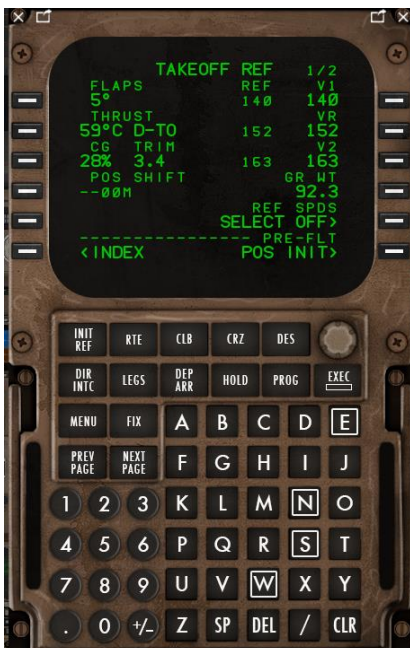 TAKEOFF REF 1/2
FLAPS REF V1
5° 140 140
THRUST VR
59°C D-TO 152 152
CG TRIM V2
28% 3.4 163 163
POS SHIFT GR WT
--00M 92.3
REF SPDS
SELECT OFF>
---------------- PRE-FLT
<INDEX POS INIT>
INIT REF RTE CLB CRZ DES
DIR INTC LEGS DEP ARR HOLD PROG EXEC
MENU FIX A B C D E
PREV PAGE NEXT PAGE F G H I J
1 2 3 K L M N O
4 5 6 P Q R S T
7 8 9 U V W X Y
. 0 +/- Z SP DEL / CLR